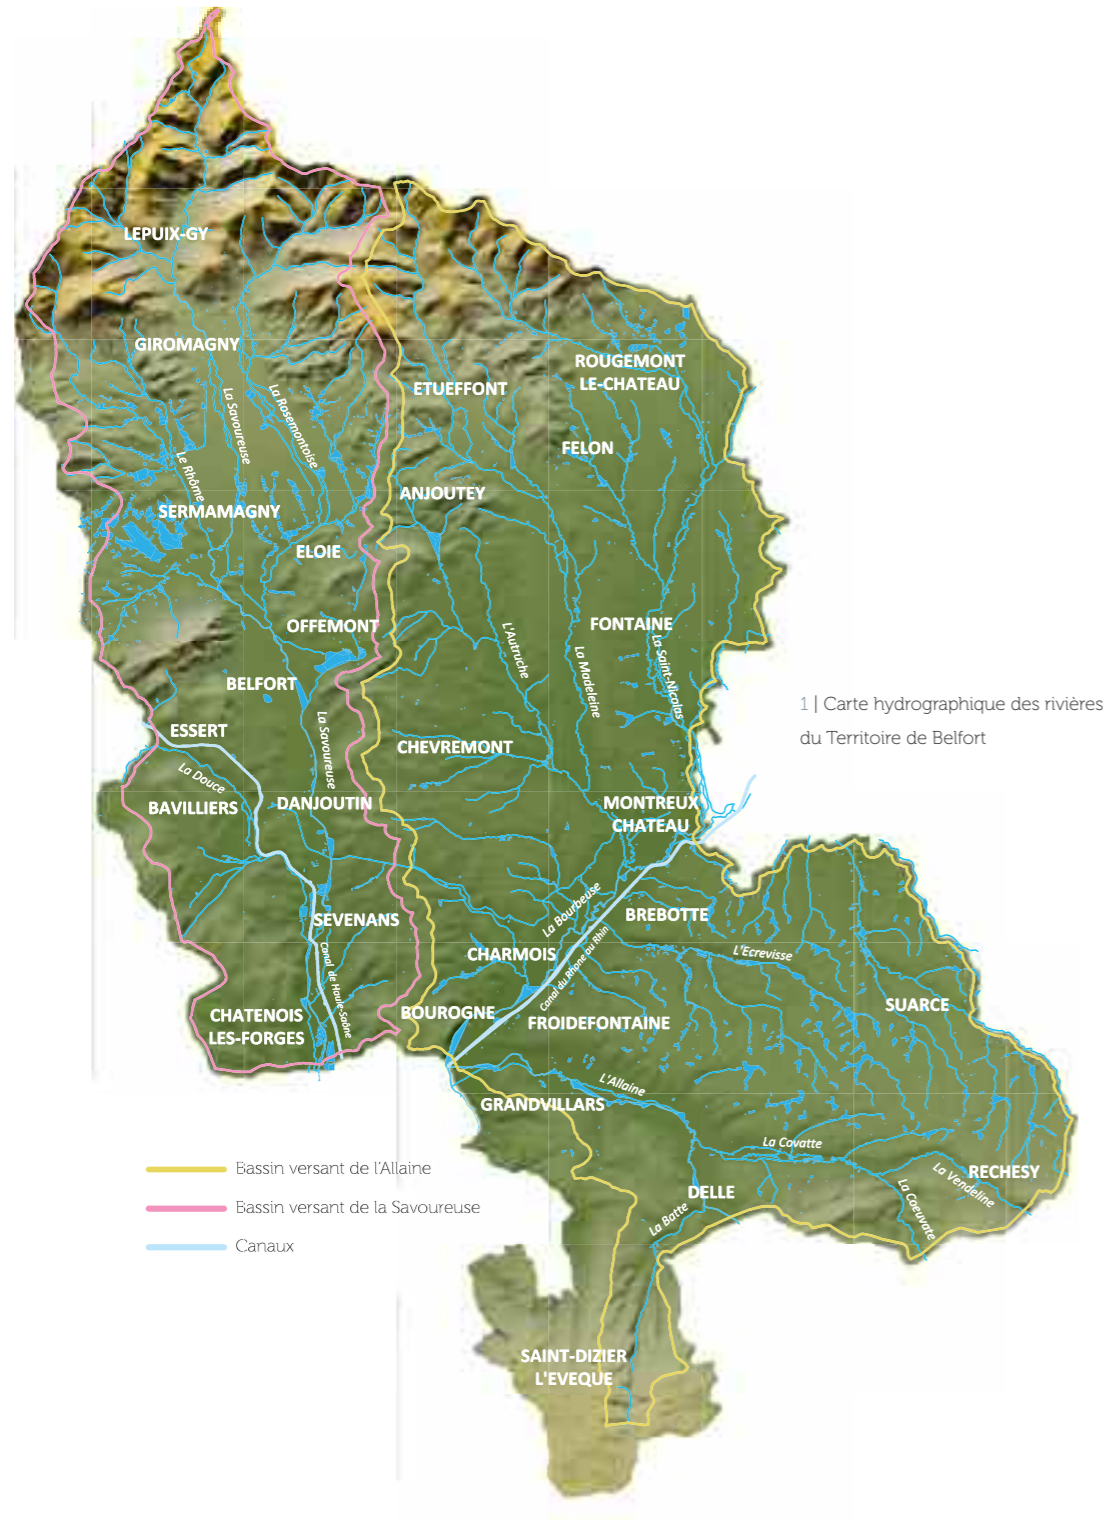 LEPUIX-GY
GIROMAGNY
ROUGEMONT
LE-CHATEAU
ETUEFFONT
La Savoureuse
La Rosemontoise
FELON
Le Rhôme
ANJOUTEY
SERMAMAGNY
ELOIE
OFFEMONT
FONTAINE
L'Autruche
La Madeleine
La Saint-Nicolas
BELFORT
1 | Carte hydrographique des rivières
du Territoire de Belfort
ESSERT
La Savoureuse
CHEVREMONT
La Douce
BAVILLIERS
DANJOUTIN
MONTREUX
CHATEAU
La Bourbeuse
BREBOTTE
SEVENANS
CHARMOIS
L'Ecrevisse
Canal du Rhone au Rhin
Canal de Haute-Saône
SUARCE
CHATENOIS
LES-FORGES
BOUROGNE
FROIDEFONTAINE
L'Allaine
GRANDVILLARS
La Covatte
RECHESY
La Vendeline
La Coeuvate
DELLE
La Batte
Bassin versant de l'Allaine
Bassin versant de la Savoureuse
Canaux
SAINT-DIZIER
L'EVEQUE